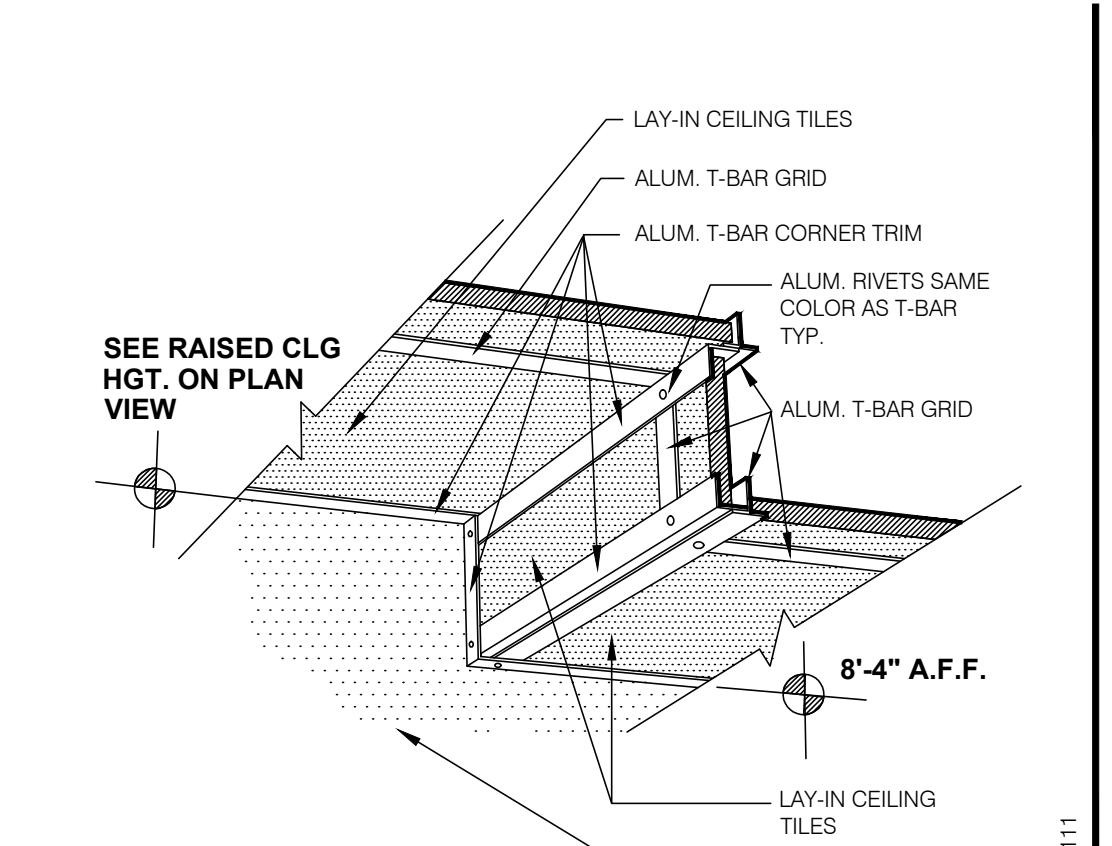 LAY-IN CEILING TILES
ALUM. T-BAR GRID
ALUM. T-BAR CORNER TRIM
ALUM. RIVETS SAME
COLOR AS T-BAR
TYP.
SEE RAISED CLG
HGT. ON PLAN
VIEW
ALUM. T-BAR GRID
8'-4" A.F.F.
LAY-IN CEILING
TILES
111